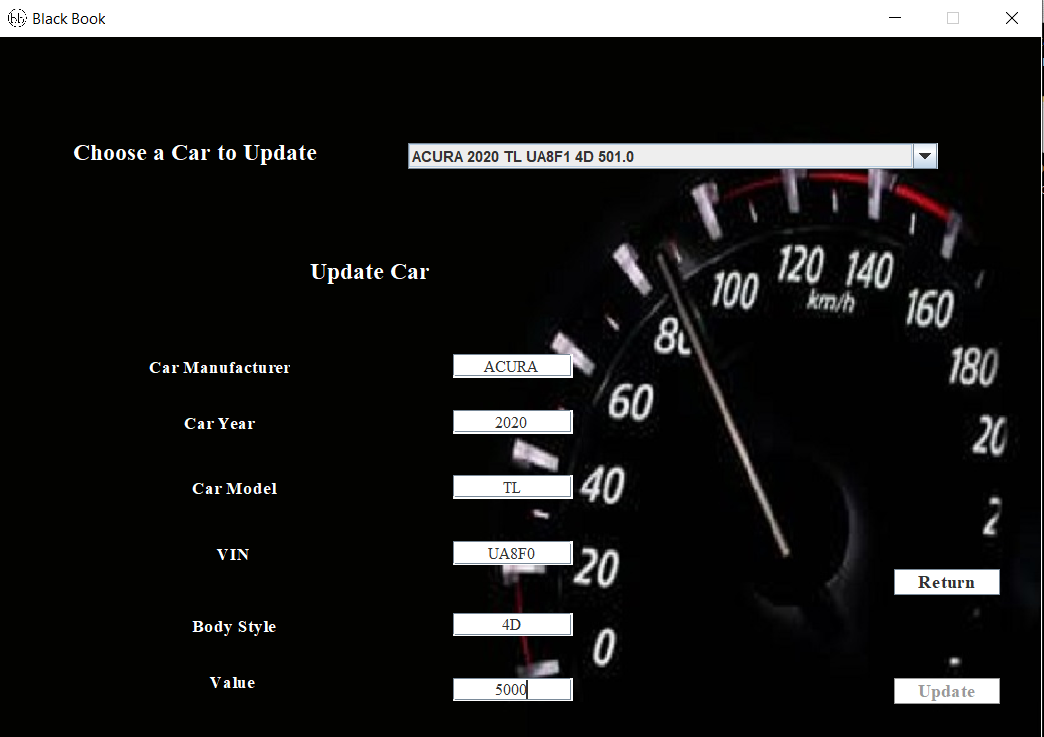 Black Book
Choose a Car to Update
ACURA 2020 TL UA8F1 4D 501.0
Update Car
120
140
100
km/h
160
80
180
Car Manufacturer
ACURA
60
Car Year
2020
20
Car Model
TL
40
2
VIN
UA8F0
20
Return
Body Style
4D
0
Value
5000
Update